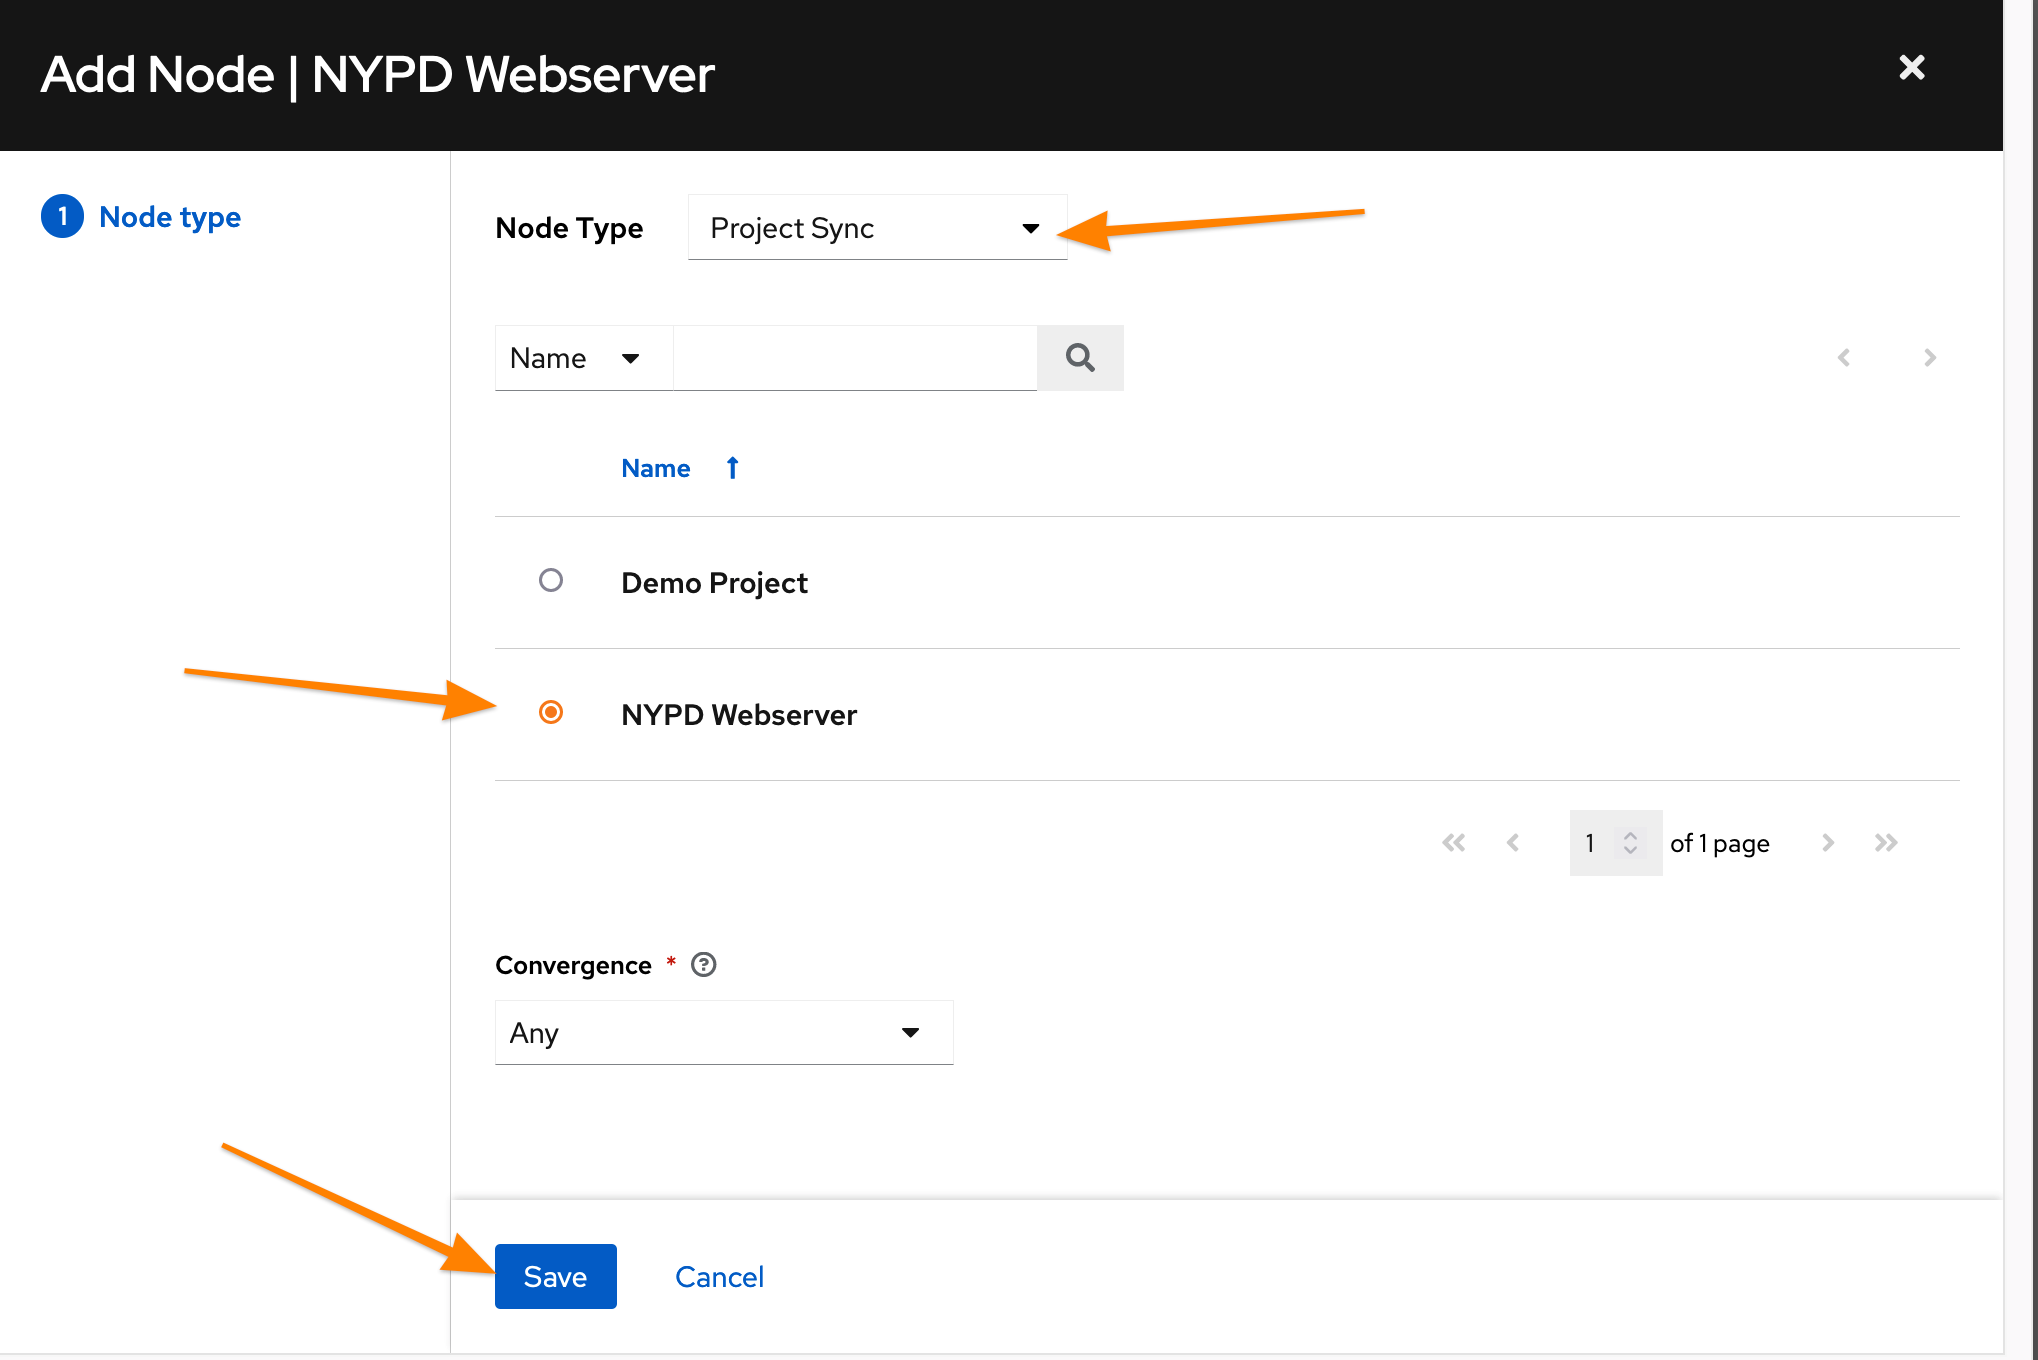 Add Node | NYPD Webserver
1 Node type
Node Type Project Sync
Name
Name
Demo Project
NYPD Webserver
1 of 1 page
Convergence * ?
Any
Save Cancel